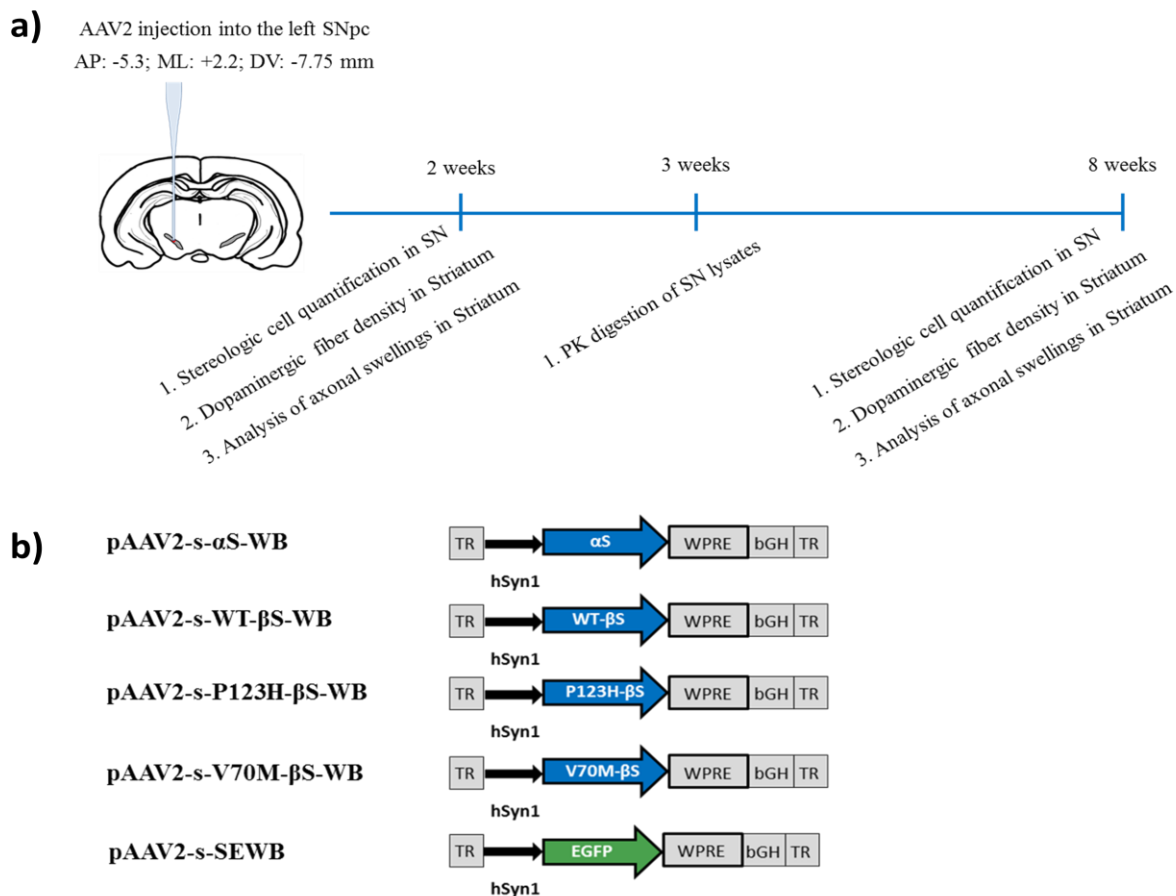 a)
AAV2 injection into the left SNpc
AP: -5.3; ML: +2.2; DV: -7.75 mm
2 weeks
3 weeks
8 weeks
1. Stereologic cell quantification in SN
2. Dopaminergic fiber density in Striatum
3. Analysis of axonal swellings in Striatum
1. PK digestion of SN lysates
1. Stereologic cell quantification in SN
2. Dopaminergic fiber density in Striatum
3. Analysis of axonal swellings in Striatum
b)
pAAV2-s-αS-WB
TR αS WPRE bGH TR
hSyn1
pAAV2-s-WT-βS-WB
TR WT-βS WPRE bGH TR
hSyn1
pAAV2-s-P123H-βS-WB
TR P123H-βS WPRE bGH TR
hSyn1
pAAV2-s-V70M-βS-WB
TR V70M-βS WPRE bGH TR
hSyn1
pAAV2-s-SEWB
TR EGFP WPRE bGH TR
hSyn1